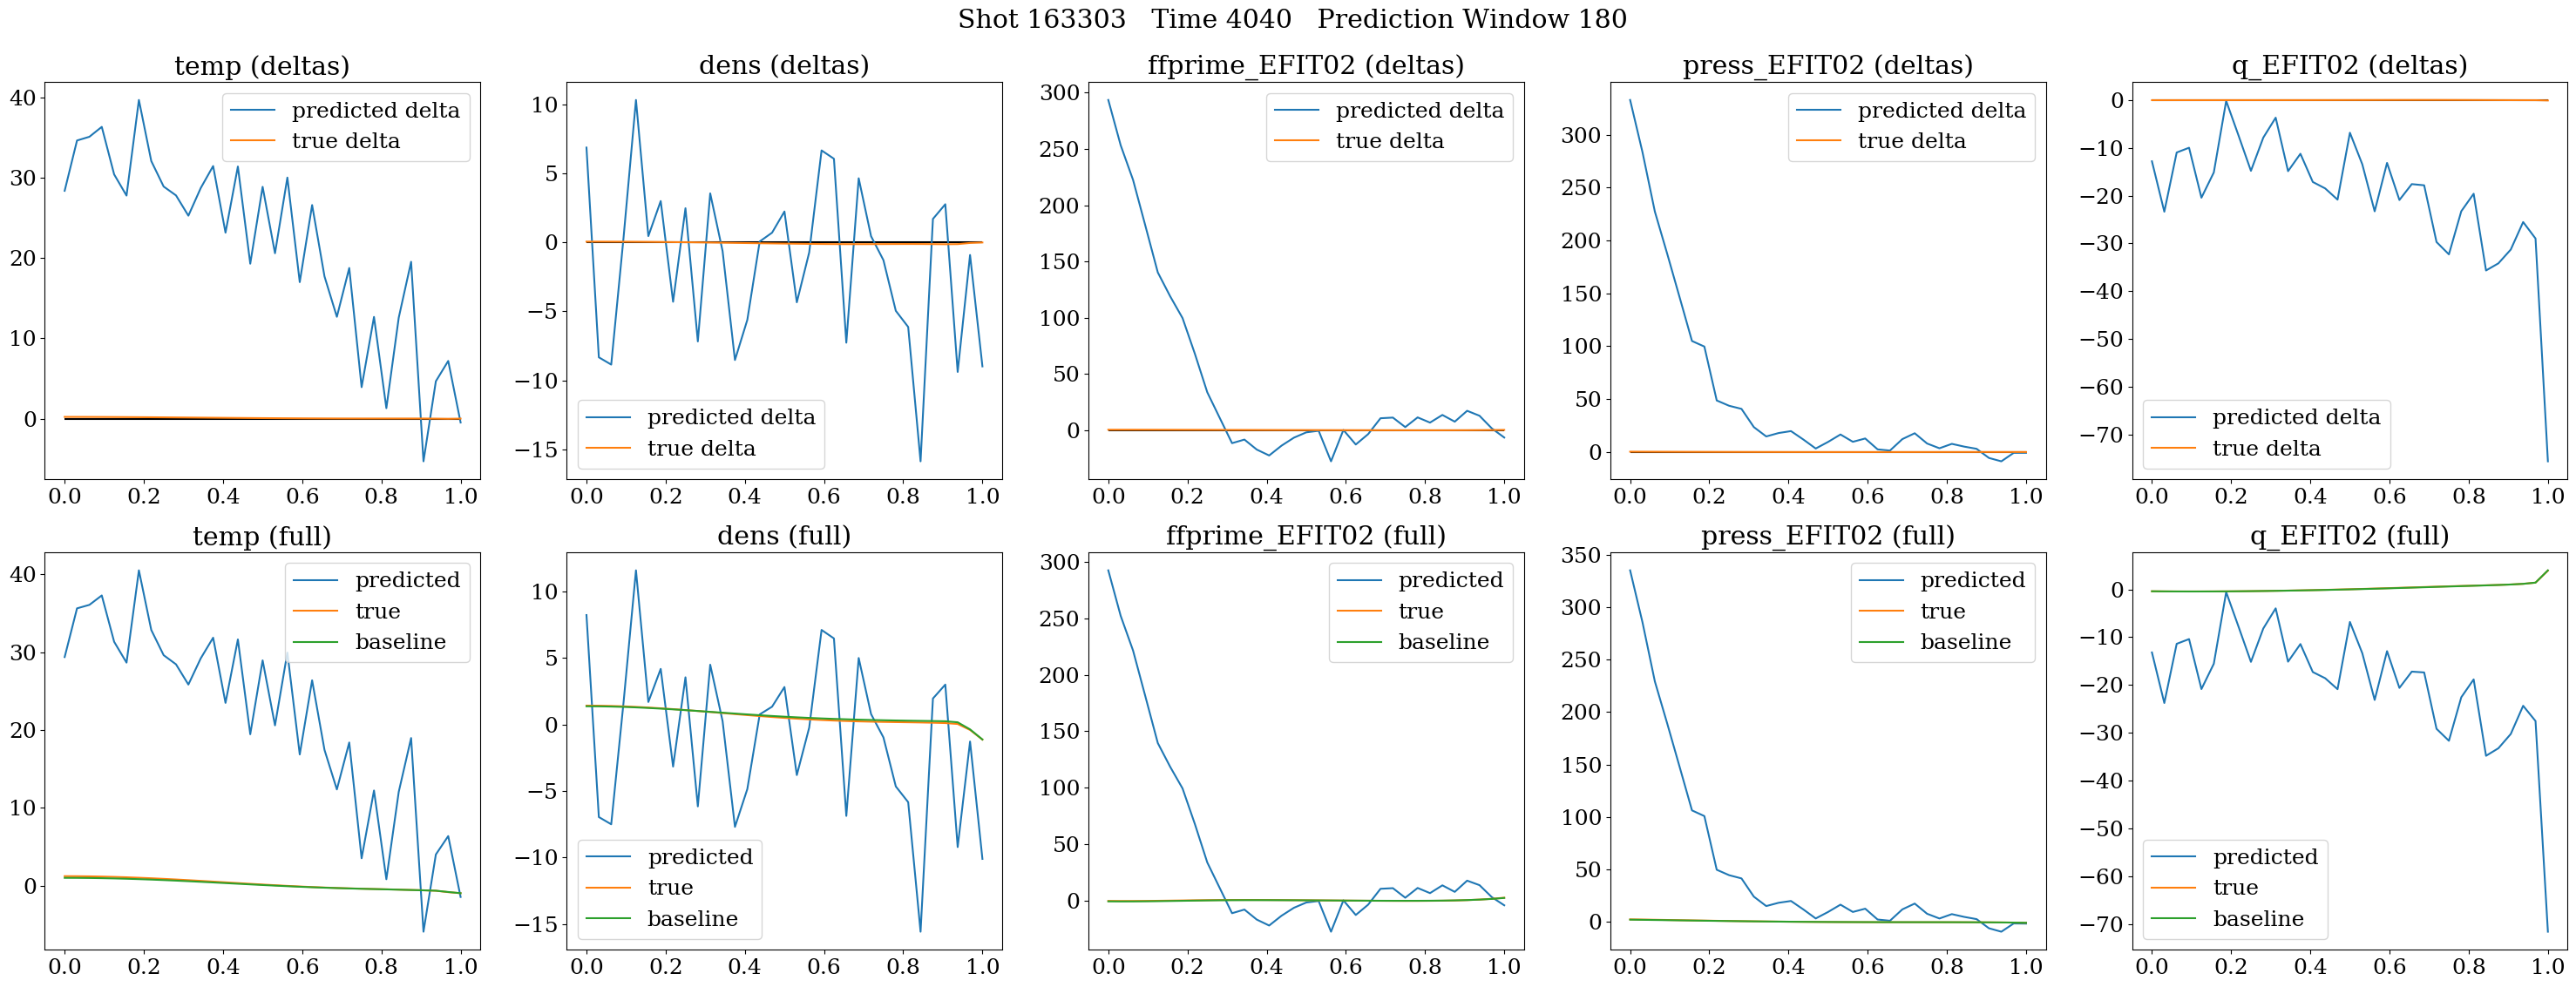 Shot 163303   Time 4040   Prediction Window 180
temp (deltas)
40
30
20
10
0
0.0 0.2 0.4 0.6 0.8 1.0
predicted delta
true delta
dens (deltas)
10
5
0
−5
−10
−15
0.0 0.2 0.4 0.6 0.8 1.0
predicted delta
true delta
ffprime_EFIT02 (deltas)
300
250
200
150
100
50
0
0.0 0.2 0.4 0.6 0.8 1.0
predicted delta
true delta
press_EFIT02 (deltas)
300
250
200
150
100
50
0
0.0 0.2 0.4 0.6 0.8 1.0
predicted delta
true delta
q_EFIT02 (deltas)
0
−10
−20
−30
−40
−50
−60
−70
0.0 0.2 0.4 0.6 0.8 1.0
predicted delta
true delta
temp (full)
40
30
20
10
0
0.0 0.2 0.4 0.6 0.8 1.0
predicted
true
baseline
dens (full)
10
5
0
−5
−10
−15
0.0 0.2 0.4 0.6 0.8 1.0
predicted
true
baseline
ffprime_EFIT02 (full)
300
250
200
150
100
50
0
0.0 0.2 0.4 0.6 0.8 1.0
predicted
true
baseline
press_EFIT02 (full)
350
300
250
200
150
100
50
0
0.0 0.2 0.4 0.6 0.8 1.0
predicted
true
baseline
q_EFIT02 (full)
0
−10
−20
−30
−40
−50
−60
−70
0.0 0.2 0.4 0.6 0.8 1.0
predicted
true
baseline